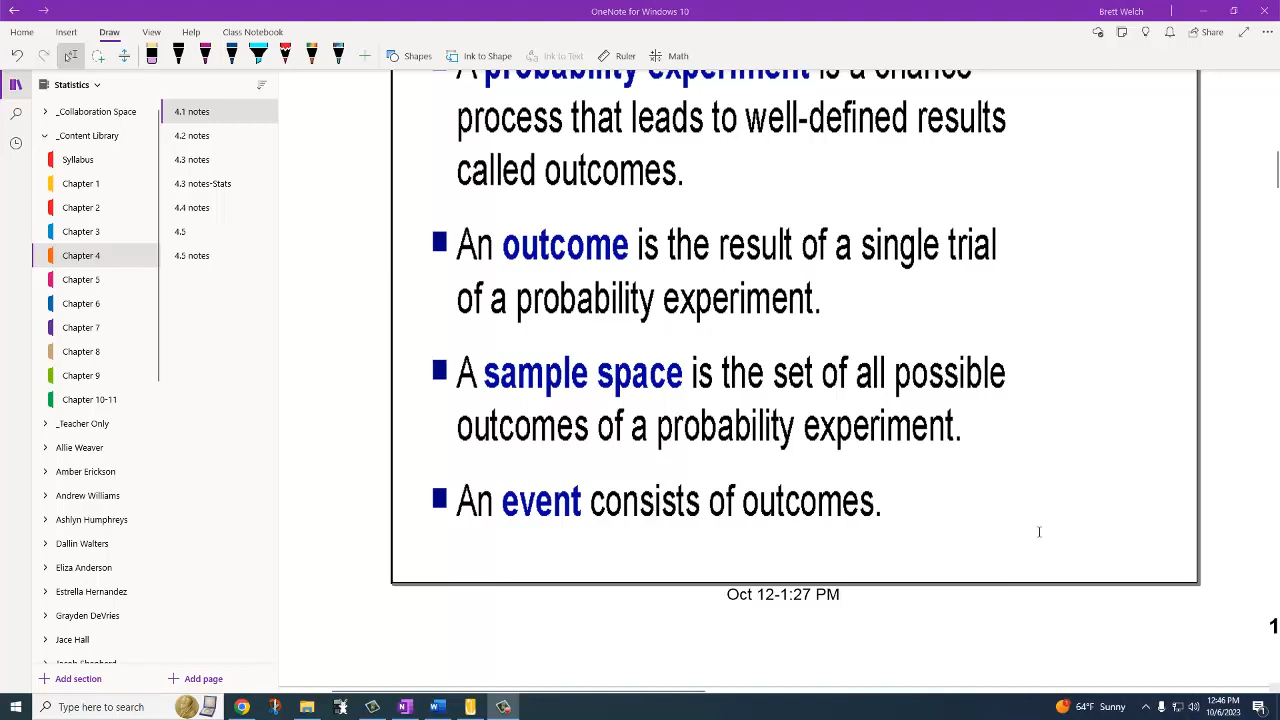 OneNote for Windows 10
Brett Welch
Home Insert Draw View Help Class Notebook
Share
Shapes
Ink to Shape
Ink to Text
Ruler
Math
Statistics
_Collaboration Space
_Content Library
Syllabus
Chapter 1
Chapter 2
Chapter 3
Chapter 4
Chapter 5
Chapter 6
Chapter 7
Chapter 8
Chapter 9
Chapter 10-11
_Teacher Only
Allie Weaver
Amber Erickson
Andrew Williams
Ashlyn Humphreys
Dallin Walters
Eliza Anderson
Estrella Hernandez
Grayden DeVries
Jace Hall
Jacob Shepherd
Add section
4.1 notes
4.2 notes
4.3 notes
4.3 notes-Stats
4.4 notes
4.5
4.5 notes
Add page
A probability experiment is a chance
process that leads to well-defined results
called outcomes.
An outcome is the result of a single trial
of a probability experiment.
A sample space is the set of all possible
outcomes of a probability experiment.
An event consists of outcomes.
Oct 12-1:27 PM
1
Type here to search
64°F Sunny
12:46 PM
10/6/2023